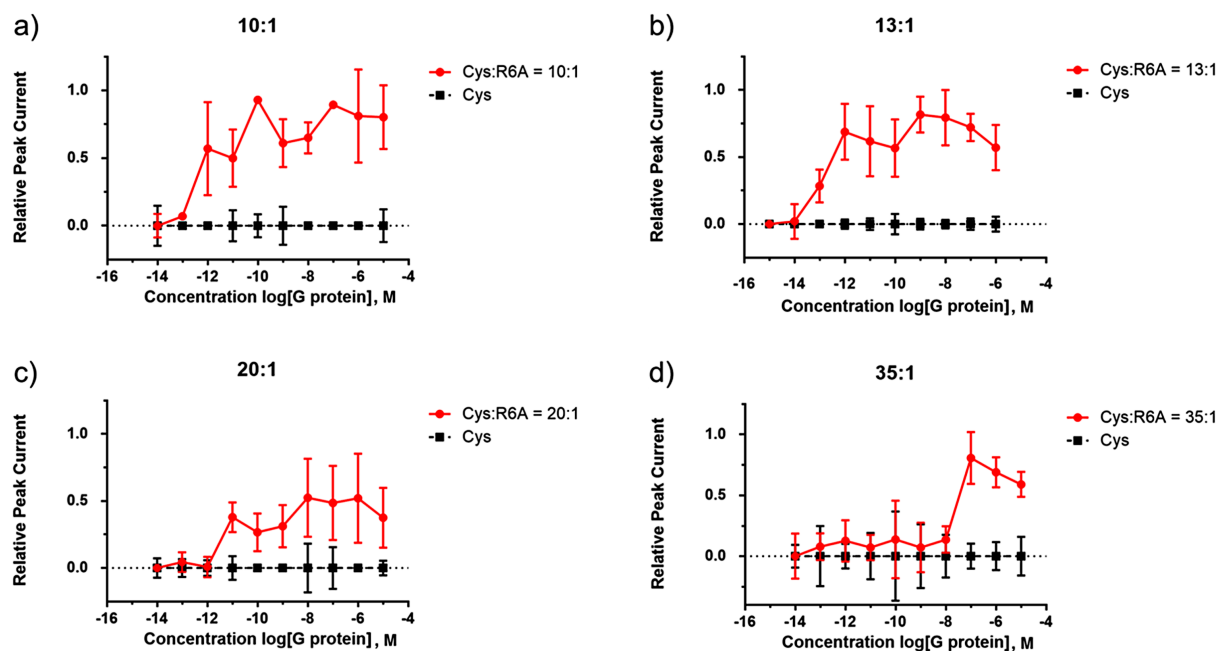 a)
10:1
Relative Peak Current
1.0
0.5
0.0
-16 -14 -12 -10 -8 -6 -4
Concentration log[G protein], M
Cys:R6A = 10:1
Cys
b)
13:1
Relative Peak Current
1.0
0.5
0.0
-16 -14 -12 -10 -8 -6 -4
Concentration log[G protein], M
Cys:R6A = 13:1
Cys
c)
20:1
Relative Peak Current
1.0
0.5
0.0
-16 -14 -12 -10 -8 -6 -4
Concentration log[G protein], M
Cys:R6A = 20:1
Cys
d)
35:1
Relative Peak Current
1.0
0.5
0.0
-16 -14 -12 -10 -8 -6 -4
Concentration log[G protein], M
Cys:R6A = 35:1
Cys